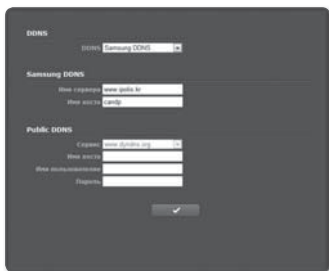 DDNS
DDNS Samsung DDNS
Samsung DDNS
Имя сервера www.ipolis.kr
Имя хоста candp
Public DDNS
Сервис www.dyndns.org
Имя хоста
Имя пользователя
Пароль